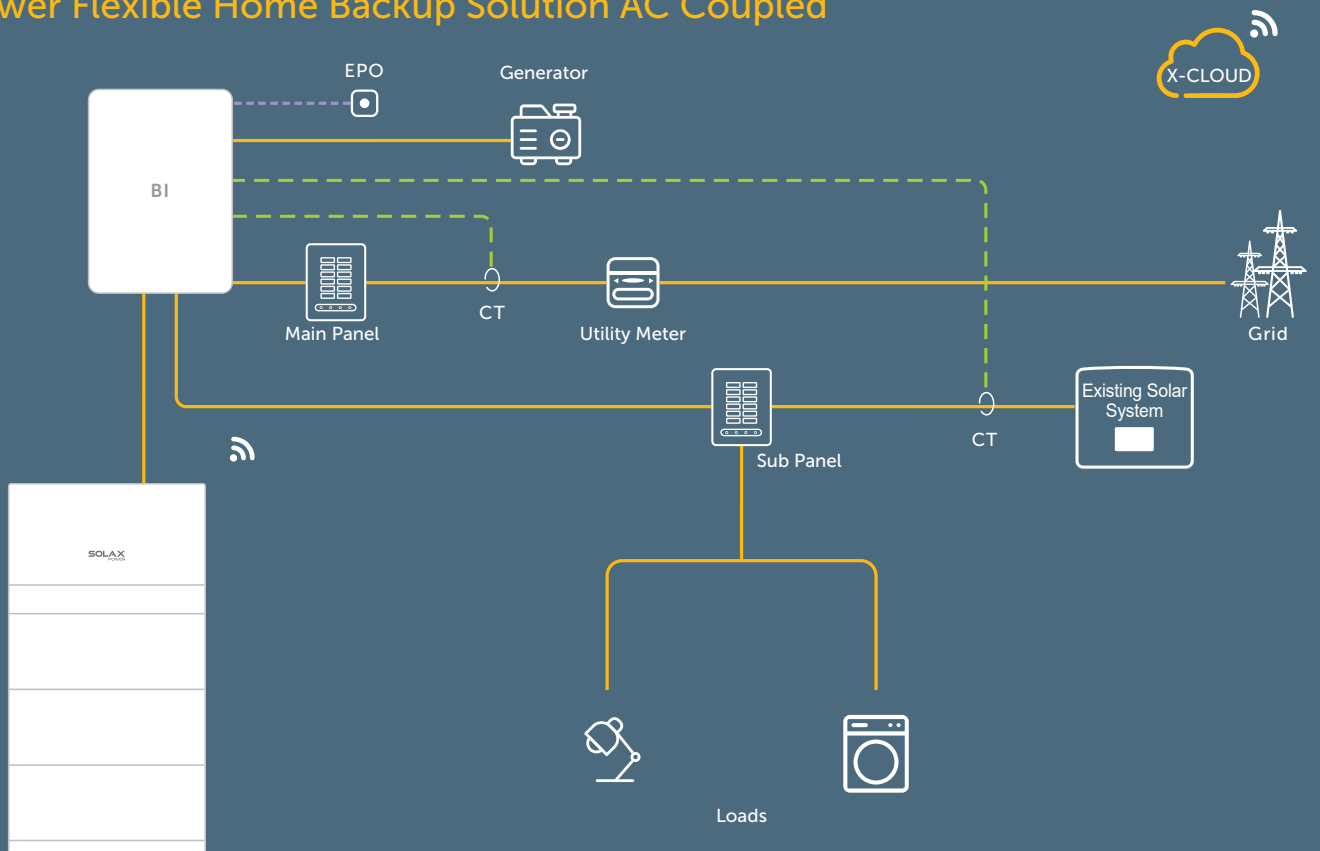 wer Flexible Home Backup Solution AC Coupled
X-CLOUD
EPO
Generator
BI
CT
Main Panel
Utility Meter
Grid
Existing Solar
System
CT
Sub Panel
SOLAX
POWER
Loads